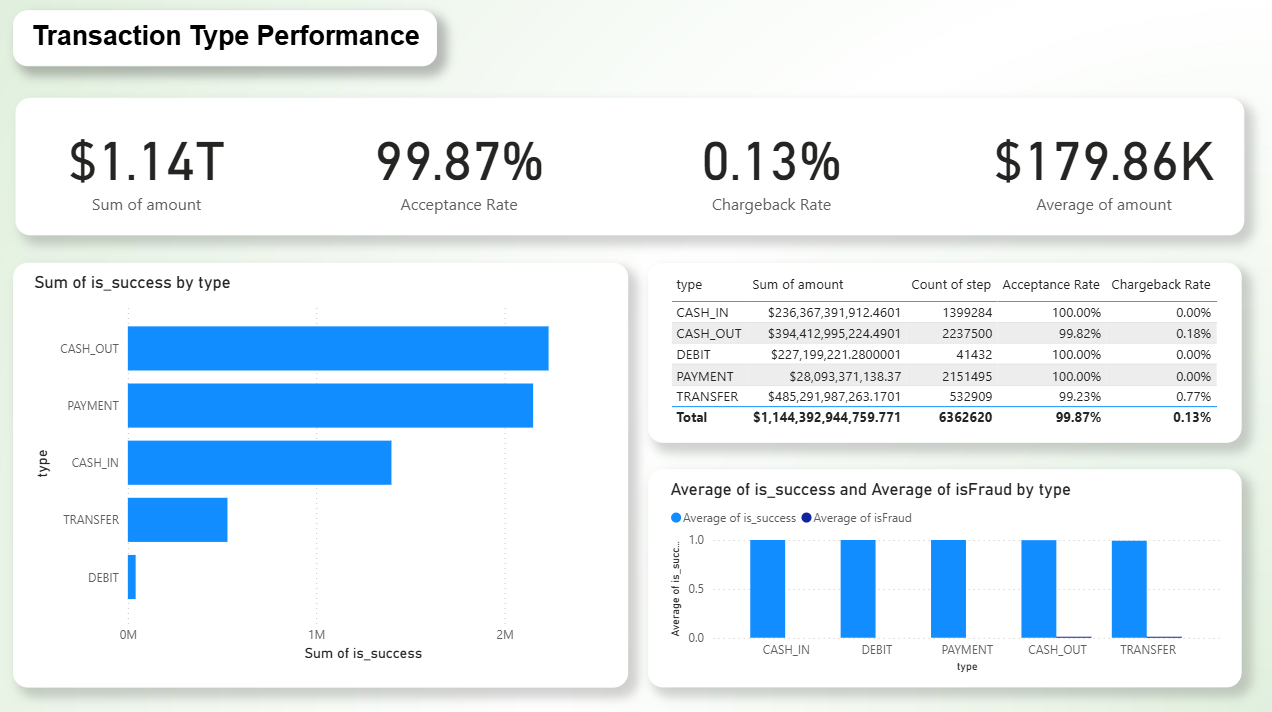 Transaction Type Performance
$1.14T
Sum of amount
99.87%
Acceptance Rate
0.13%
Chargeback Rate
$179.86K
Average of amount
Sum of is_success by type
type
CASH_OUT
PAYMENT
CASH_IN
TRANSFER
DEBIT
0M 1M 2M
Sum of is_success
type Sum of amount Count of step Acceptance Rate Chargeback Rate
CASH_IN $236,367,391,912.4601 1399284 100.00% 0.00%
CASH_OUT $394,412,995,224.4901 2237500 99.82% 0.18%
DEBIT $227,199,221.2800001 41432 100.00% 0.00%
PAYMENT $28,093,371,138.37 2151495 100.00% 0.00%
TRANSFER $485,291,987,263.1701 532909 99.23% 0.77%
Total $1,144,392,944,759.771 6362620 99.87% 0.13%
Average of is_success and Average of isFraud by type
Average of is_success Average of isFraud
Average of is_succ...
1.0
0.5
0.0
CASH_IN DEBIT PAYMENT CASH_OUT TRANSFER
type